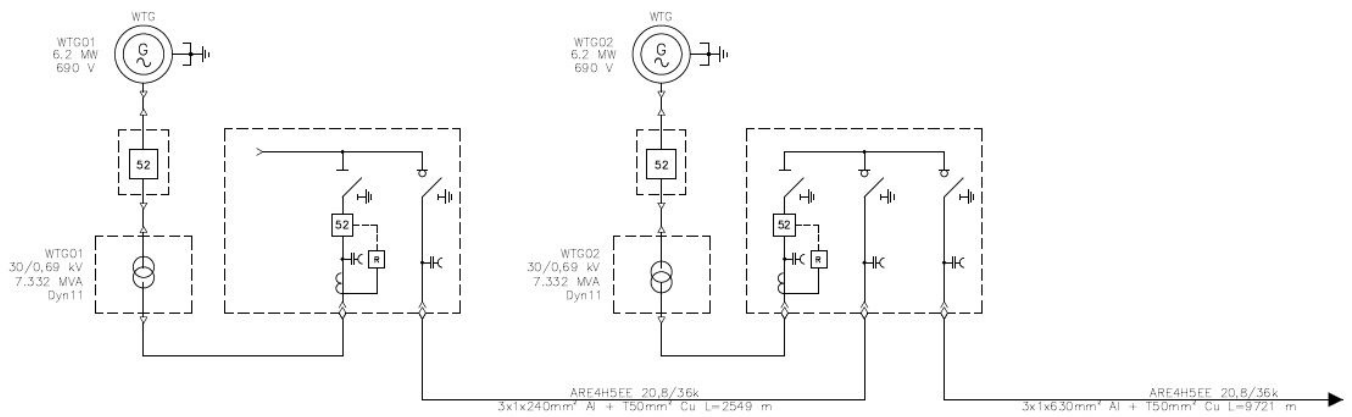 WTG
WTG01
6.2 MW
690 V
G
52
WTG01
30/0,69 kV
7.332 MVA
Dyn11
52
R
WTG
WTG02
6.2 MW
690 V
G
52
WTG02
30/0,69 kV
7.332 MVA
Dyn11
52
R
ARE4H5EE 20,8/36k
3x1x240mm² Al + T50mm² Cu L=2549 m
ARE4H5EE 20,8/36k
3x1x630mm² Al + T50mm² Cu L=9721 m